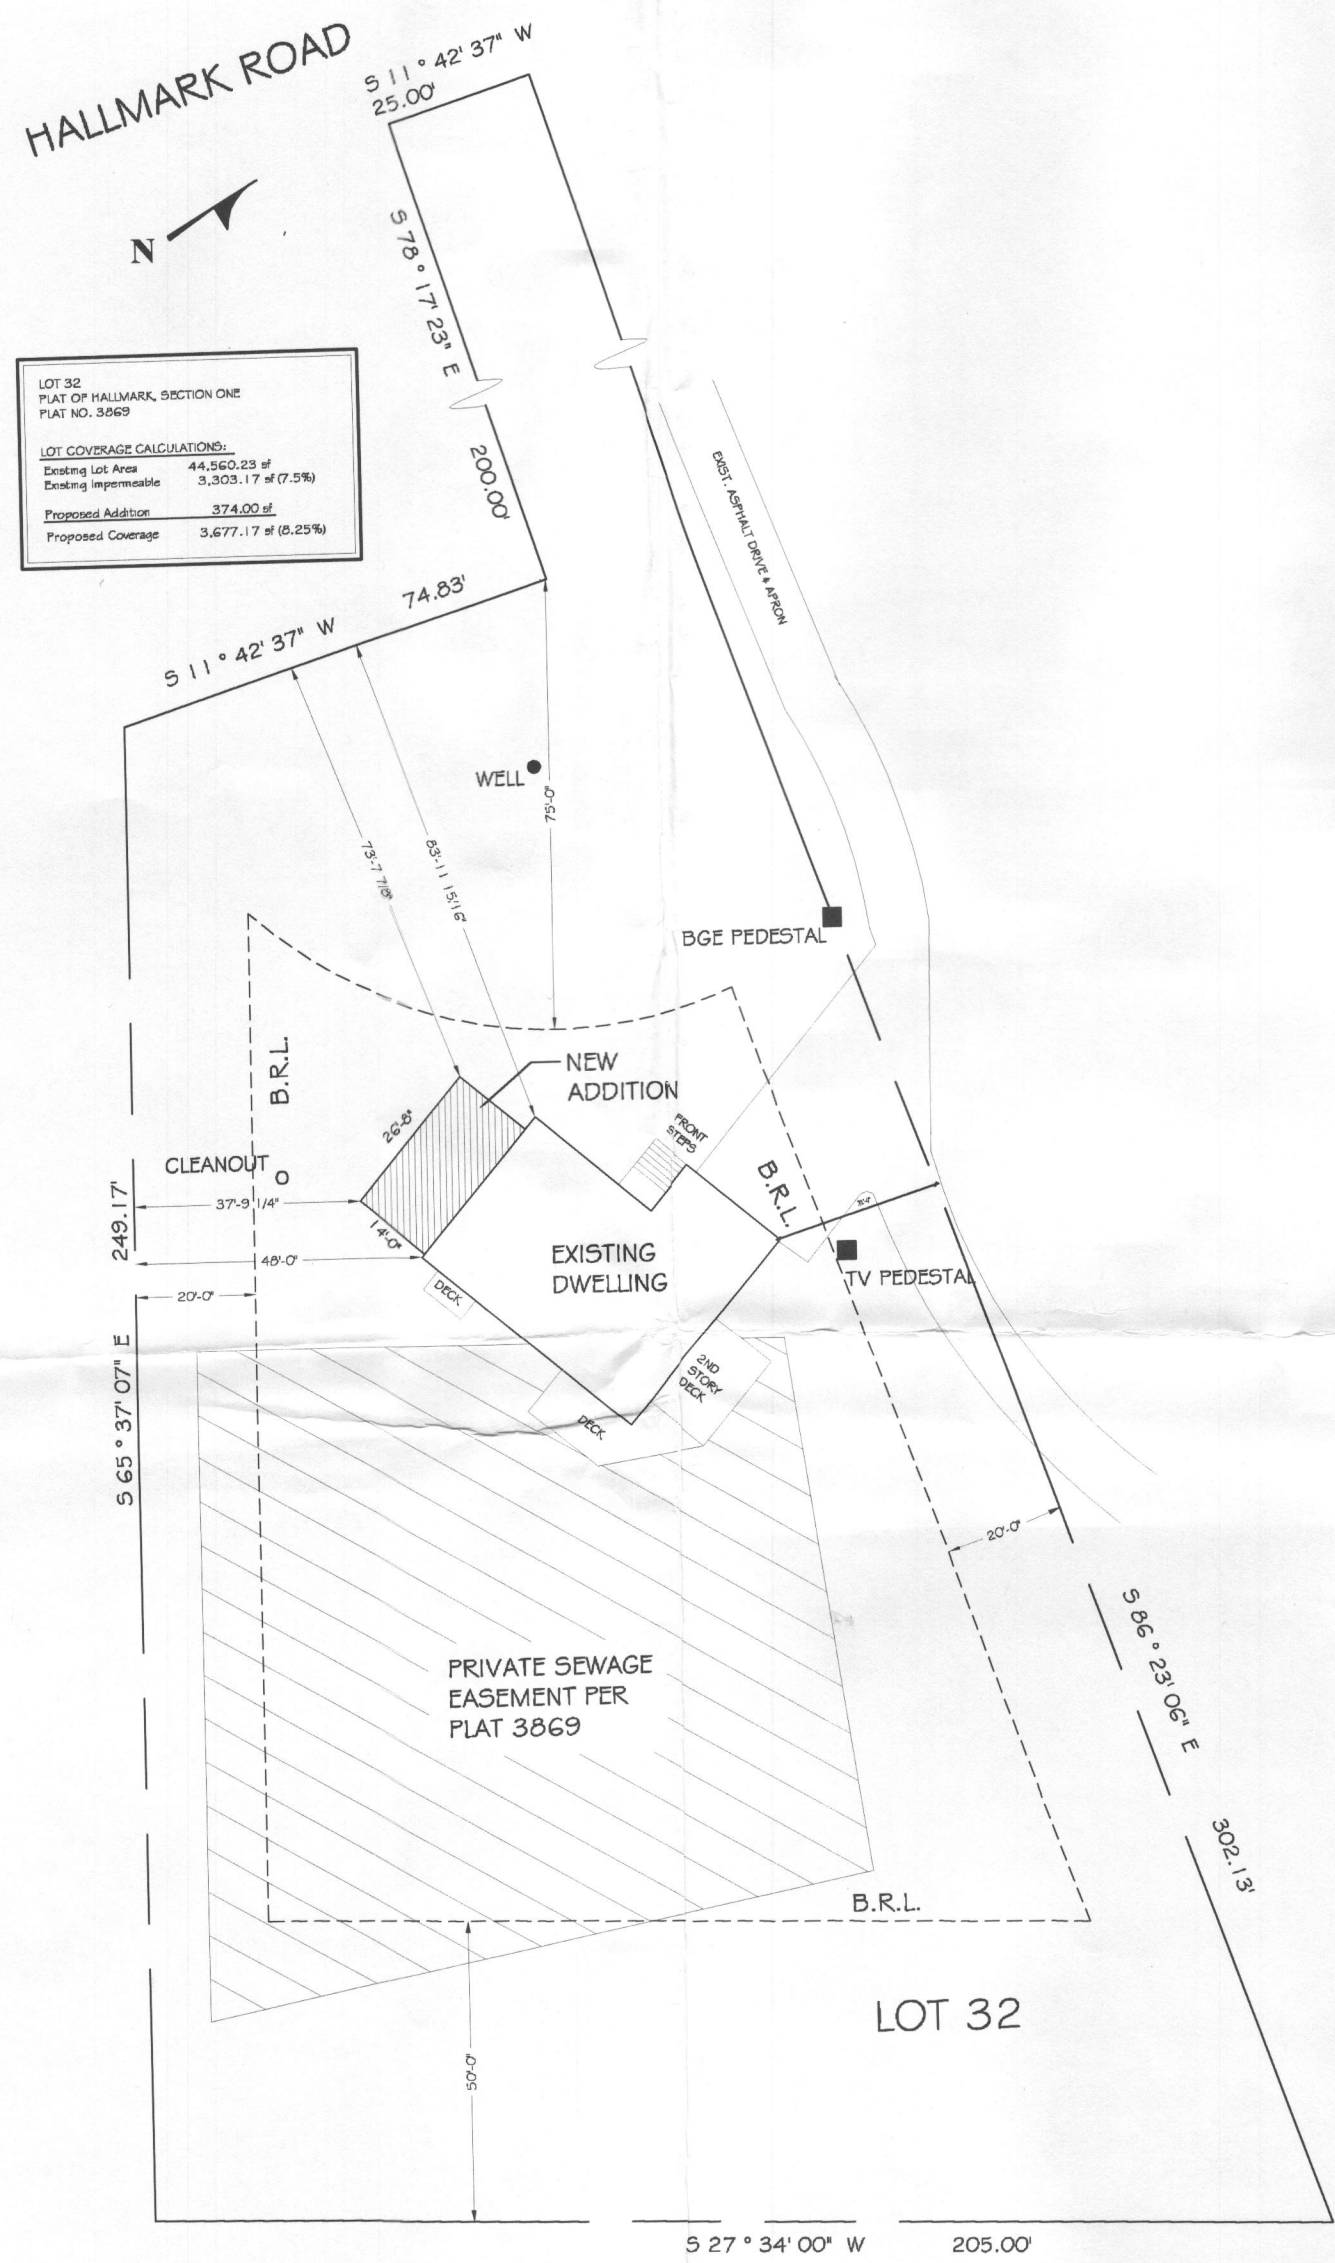 HALLMARK ROAD
S 11° 42' 37" W
25.00'
N
S 78° 17' 23" E
200.00'
LOT 32
PLAT OF HALLMARK, SECTION ONE
PLAT NO. 3869
LOT COVERAGE CALCULATIONS:
Existing Lot Area 44,560.23 sf
Existing Impermeable 3,303.17 sf (7.5%)
Proposed Addition 374.00 sf
Proposed Coverage 3,677.17 sf (8.25%)
EXIST. ASPHALT DRIVE & APRON
74.83'
S 11° 42' 37" W
WELL
75'-0"
73'-7 7/8"
83'-11 15/16"
BGE PEDESTAL
B.R.L.
NEW
ADDITION
26'-8"
FRONT
STEPS
CLEANOUT
B.R.L.
37'-9 1/4"
14'-0"
249.17'
48'-0"
EXISTING
DWELLING
TV PEDESTAL
20'-0"
DECK
S 65° 37' 07" E
2ND
STORY
DECK
DECK
20'-0"
S 86° 23' 06" E
302.13'
PRIVATE SEWAGE
EASEMENT PER
PLAT 3869
B.R.L.
LOT 32
50'-0"
S 27° 34' 00" W 205.00'